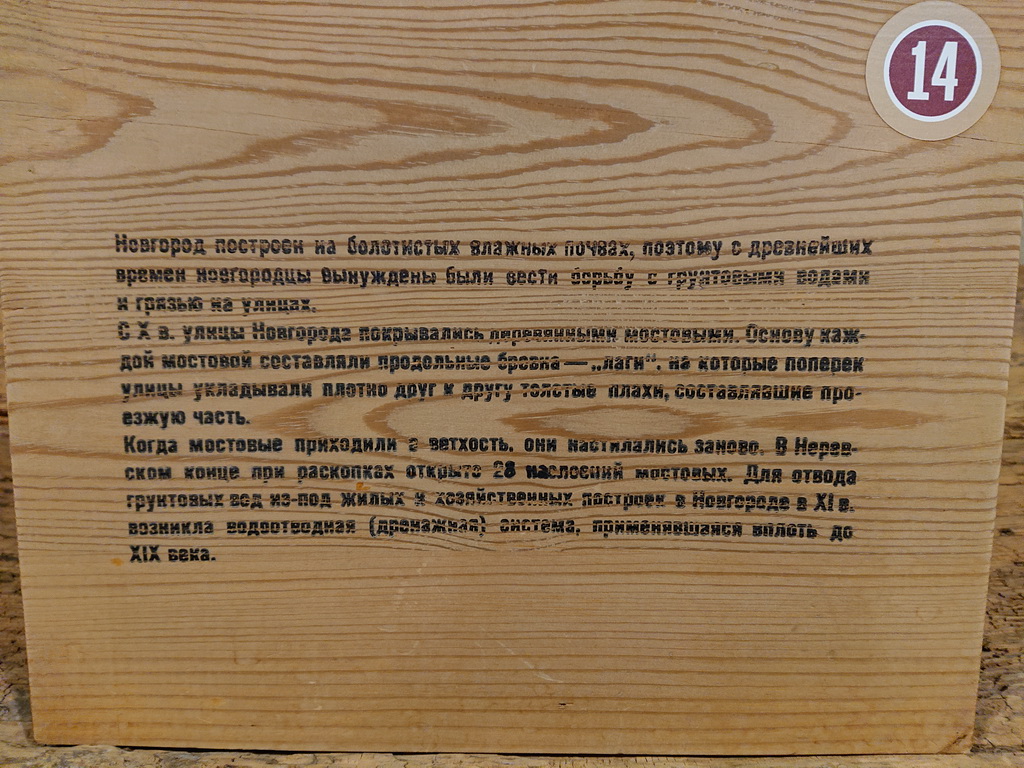 14
Новгород построен на болотистых влажных почвах, поэтому с древнейших
времен новгородцы вынуждены были вести борьбу с грунтовыми водами
и грязью на улицах.
С X в. улицы Новгорода покрывались деревянными мостовыми. Основу каж-
дой мостовой составляли продольные бревна — „лаги“, на которые поперек
улицы укладывали плотно друг к другу толстые плахи, составлявшие про-
езжую часть.
Когда мостовые приходили в ветхость, они настилались заново. В Нерев-
ском конце при раскопках открыто 28 наслоений мостовых. Для отвода
грунтовых вод из-под жилых и хозяйственных построек в Новгороде в XI в.
возникла водоотводная (дренажная) система, применявшаяся вплоть до
XIX века.